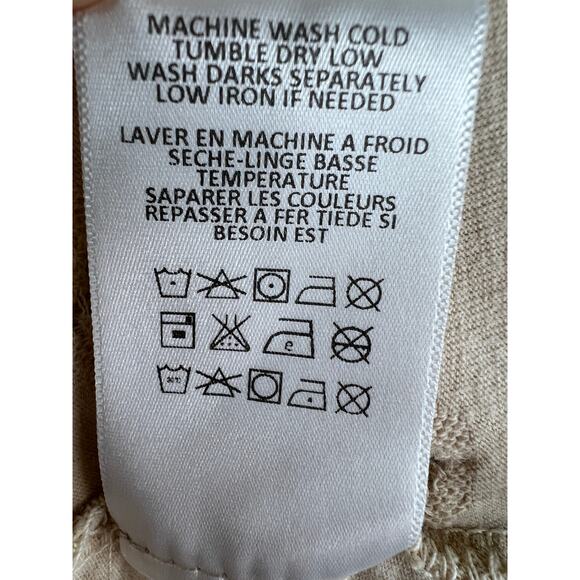 MACHINE WASH COLD
TUMBLE DRY LOW
WASH DARKS SEPARATELY
LOW IRON IF NEEDED
LAVER EN MACHINE A FROID
SECHE-LINGE BASSE
TEMPERATURE
SAPARER LES COULEURS
REPASSER A FER TIEDE SI
BESOIN EST